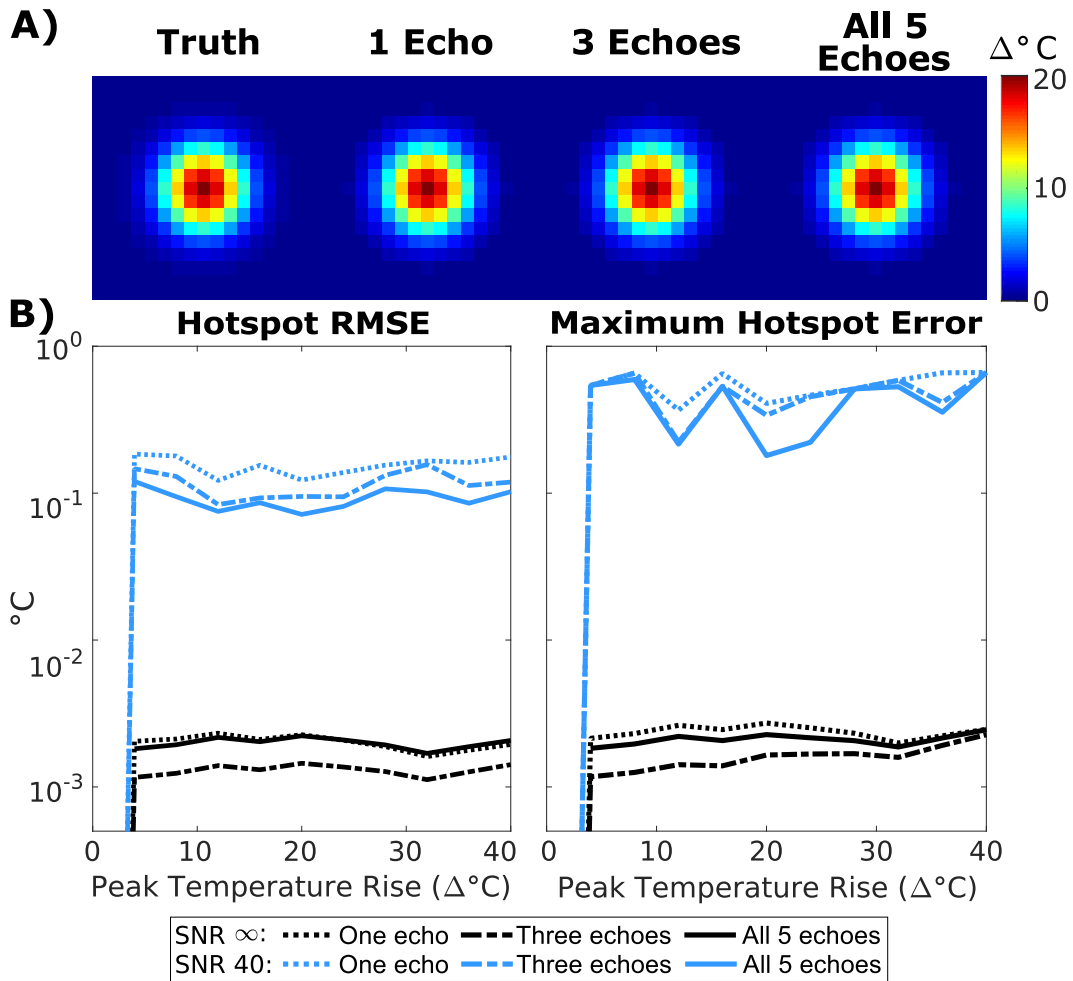 A)
Truth
1 Echo
3 Echoes
All 5
Echoes
Δ°C
20
10
0
B)
Hotspot RMSE
Maximum Hotspot Error
10⁰
10⁻¹
10⁻²
10⁻³
°C
0 10 20 30 40
0 10 20 30 40
Peak Temperature Rise (Δ°C)
Peak Temperature Rise (Δ°C)
SNR ∞: One echo Three echoes All 5 echoes
SNR 40: One echo Three echoes All 5 echoes